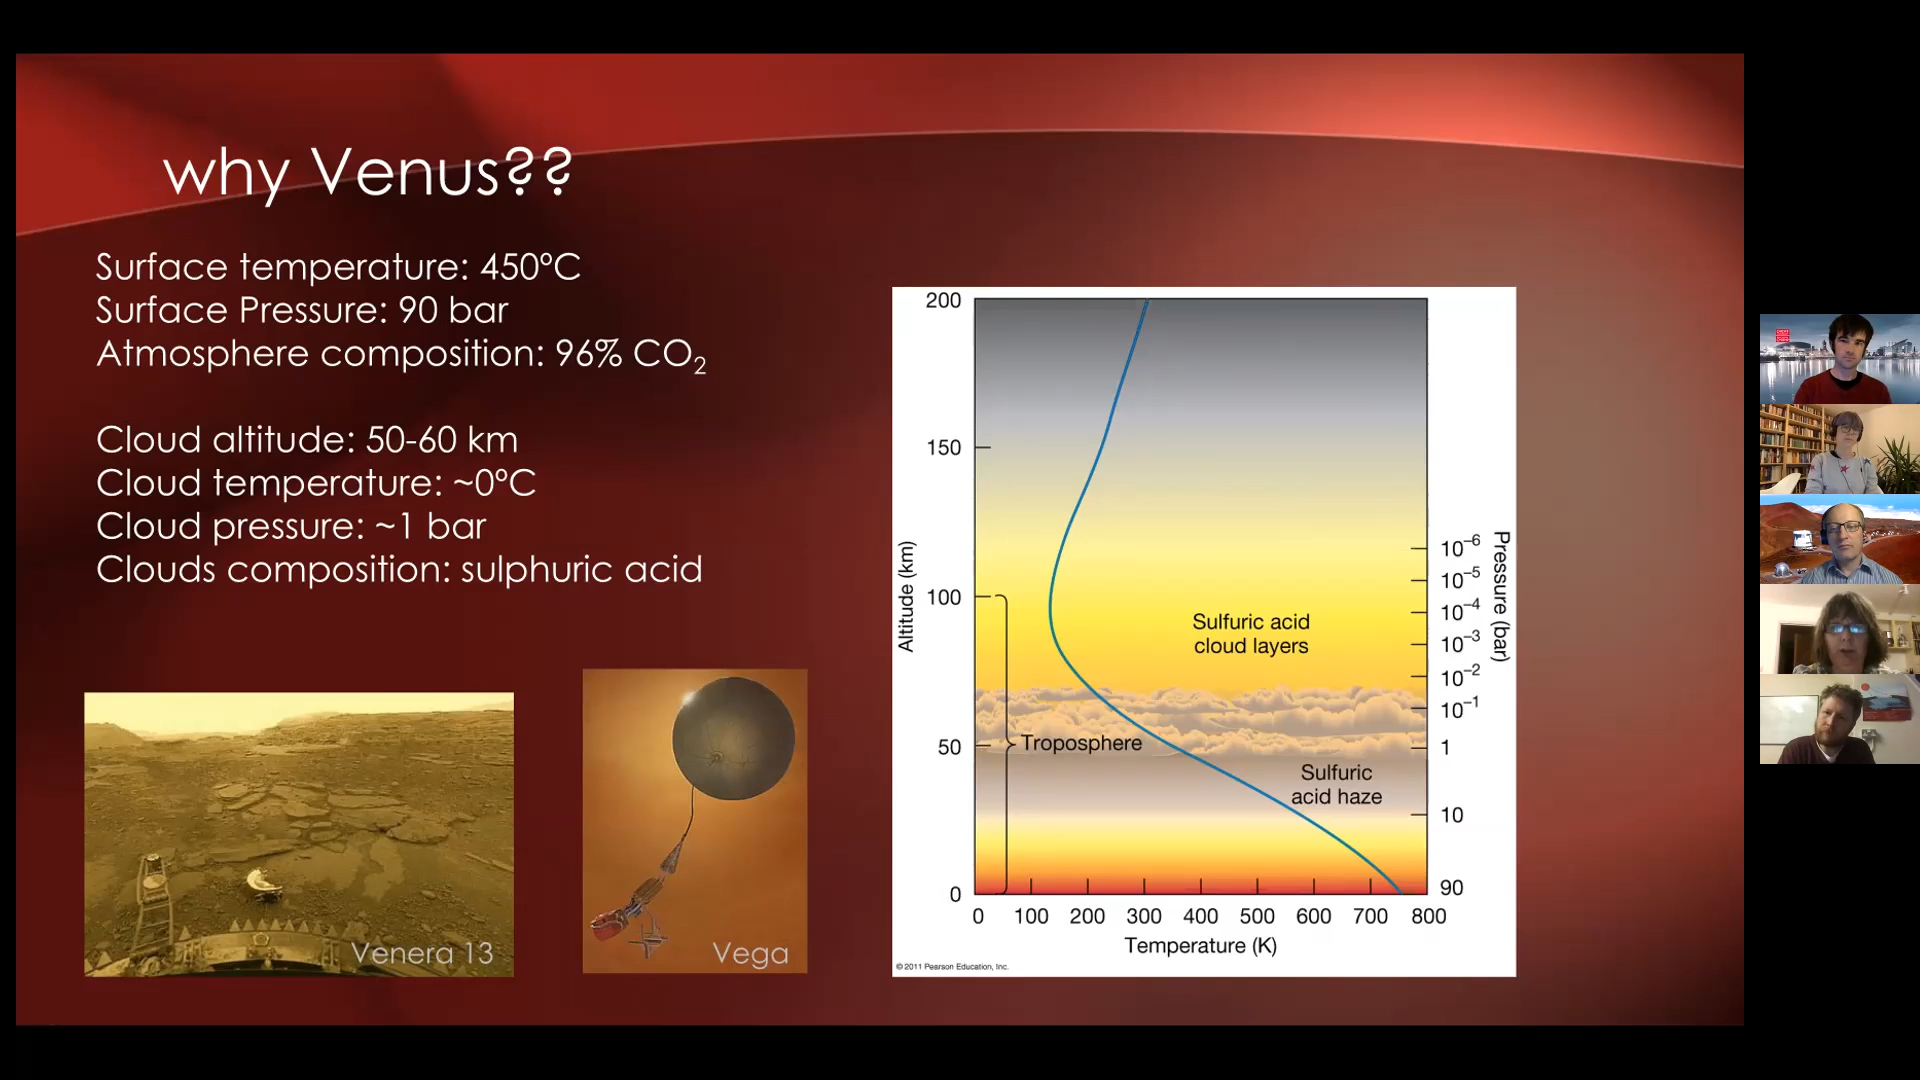 why Venus??
Surface temperature: 450ºC
Surface Pressure: 90 bar
Atmosphere composition: 96% CO₂
Cloud altitude: 50-60 km
Cloud temperature: ~0ºC
Cloud pressure: ~1 bar
Clouds composition: sulphuric acid
Venera 13
Vega
200
150
100
50
0
Altitude (km)
Sulfuric acid
cloud layers
Troposphere
Sulfuric
acid haze
10⁻⁶
10⁻⁵
10⁻⁴
10⁻³
10⁻²
10⁻¹
1
10
90
Pressure (bar)
0 100 200 300 400 500 600 700 800
Temperature (K)
© 2011 Pearson Education, Inc.